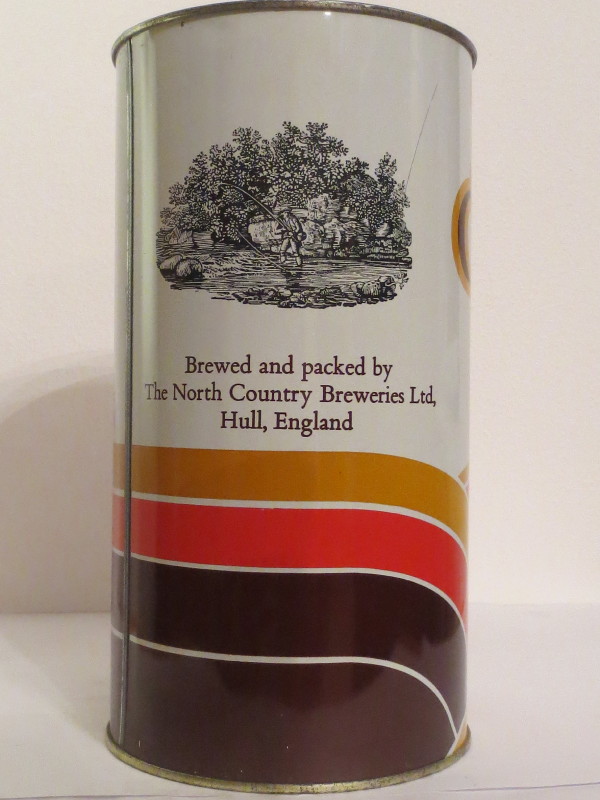 Brewed and packed by
The North Country Breweries Ltd,
Hull, England